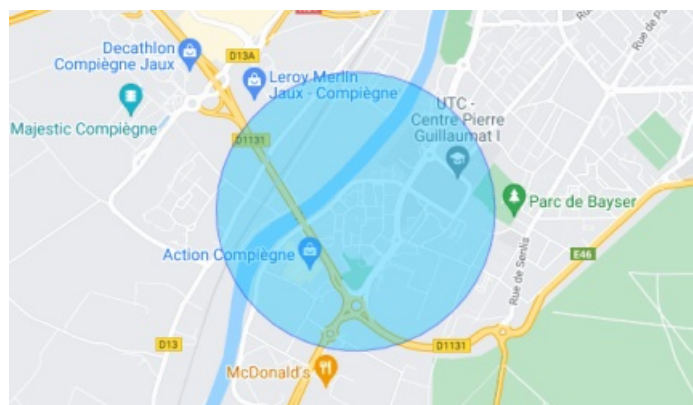 Decathlon
Compiègne Jaux
D13A
Leroy Merlin
Jaux - Compiègne
Majestic Compiègne
D1131
UTC -
Centre Pierre
Guillaumat I
Parc de Bayser
Action Compiègne
E46
Rue de Senlis
D13
D1131
McDonald's